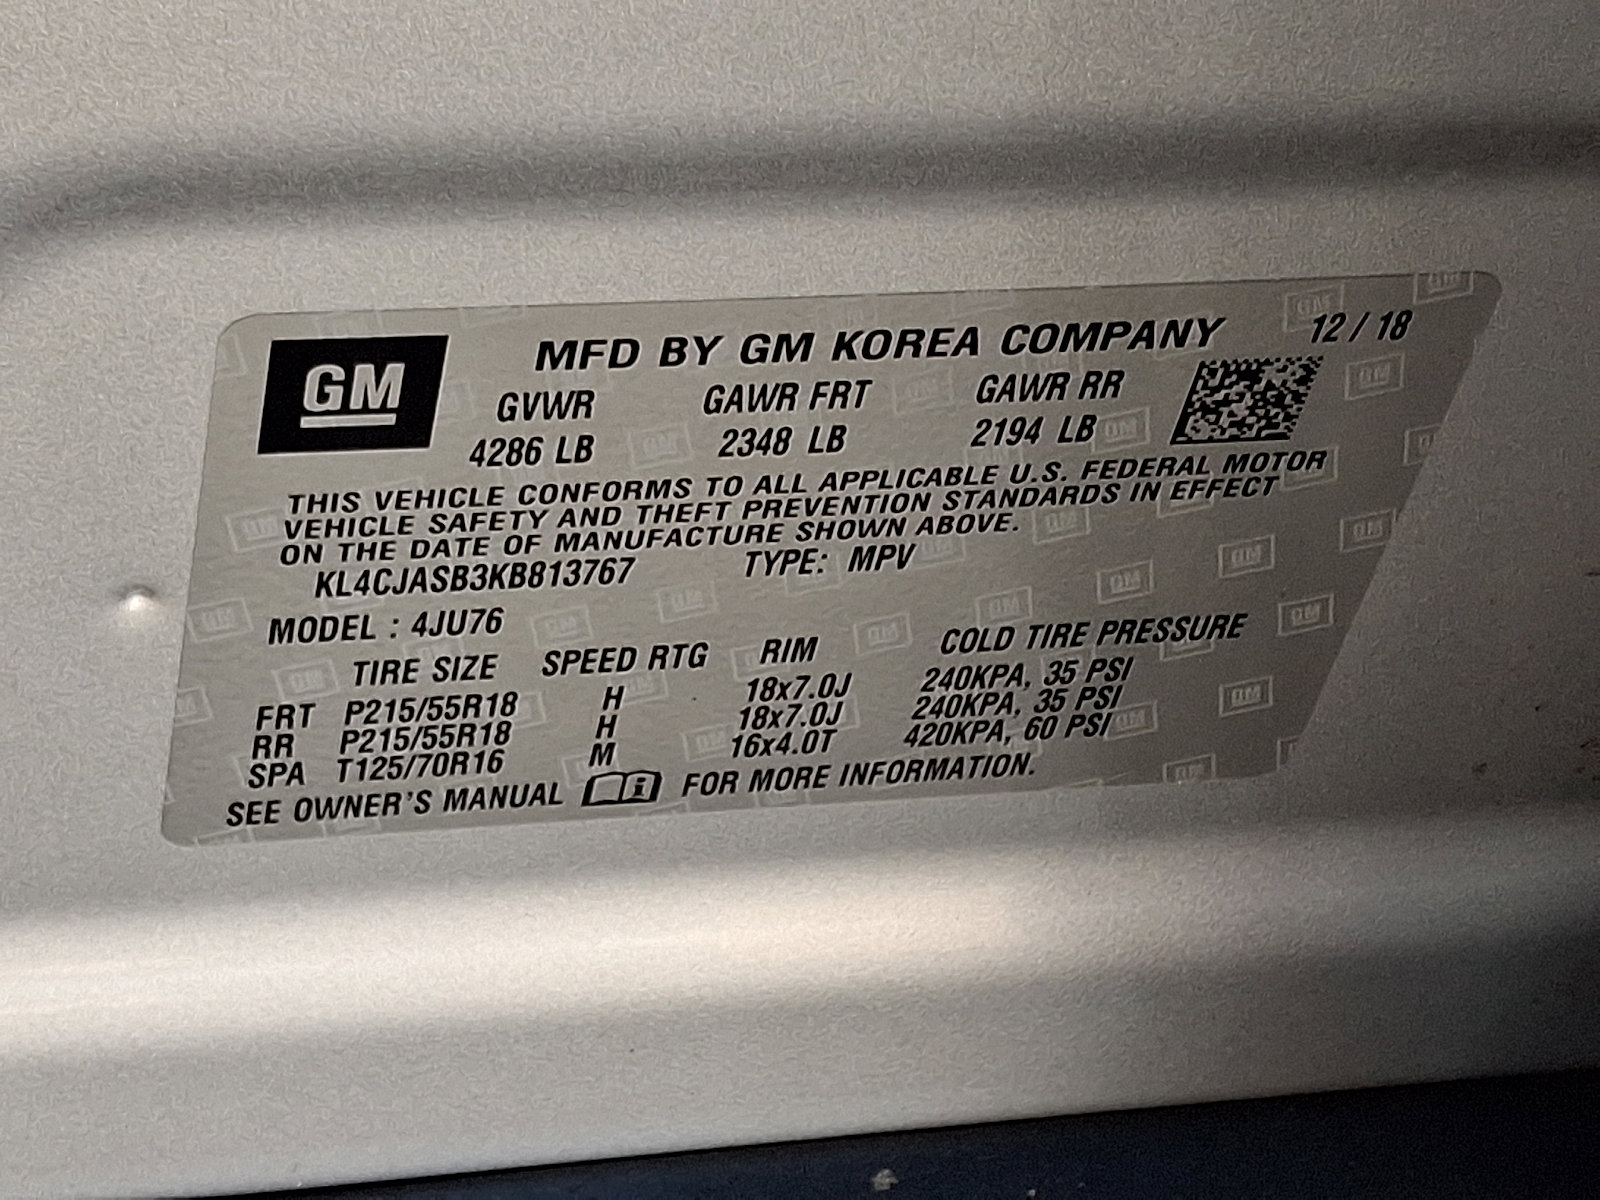 GM
MFD BY GM KOREA COMPANY 12/18
GVWR GAWR FRT GAWR RR
4286 LB 2348 LB 2194 LB
THIS VEHICLE CONFORMS TO ALL APPLICABLE U.S. FEDERAL MOTOR
VEHICLE SAFETY AND THEFT PREVENTION STANDARDS IN EFFECT
ON THE DATE OF MANUFACTURE SHOWN ABOVE.
KL4CJASB3KB813767 TYPE: MPV
MODEL : 4JU76
TIRE SIZE SPEED RTG RIM COLD TIRE PRESSURE
FRT P215/55R18 H 18x7.0J 240KPA, 35 PSI
RR P215/55R18 H 18x7.0J 240KPA, 35 PSI
SPA T125/70R16 M 16x4.0T 420KPA, 60 PSI
SEE OWNER'S MANUAL FOR MORE INFORMATION.